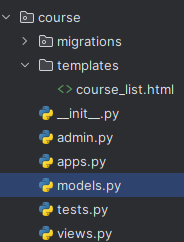 course
migrations
templates
<> course_list.html
__init__.py
admin.py
apps.py
models.py
tests.py
views.py